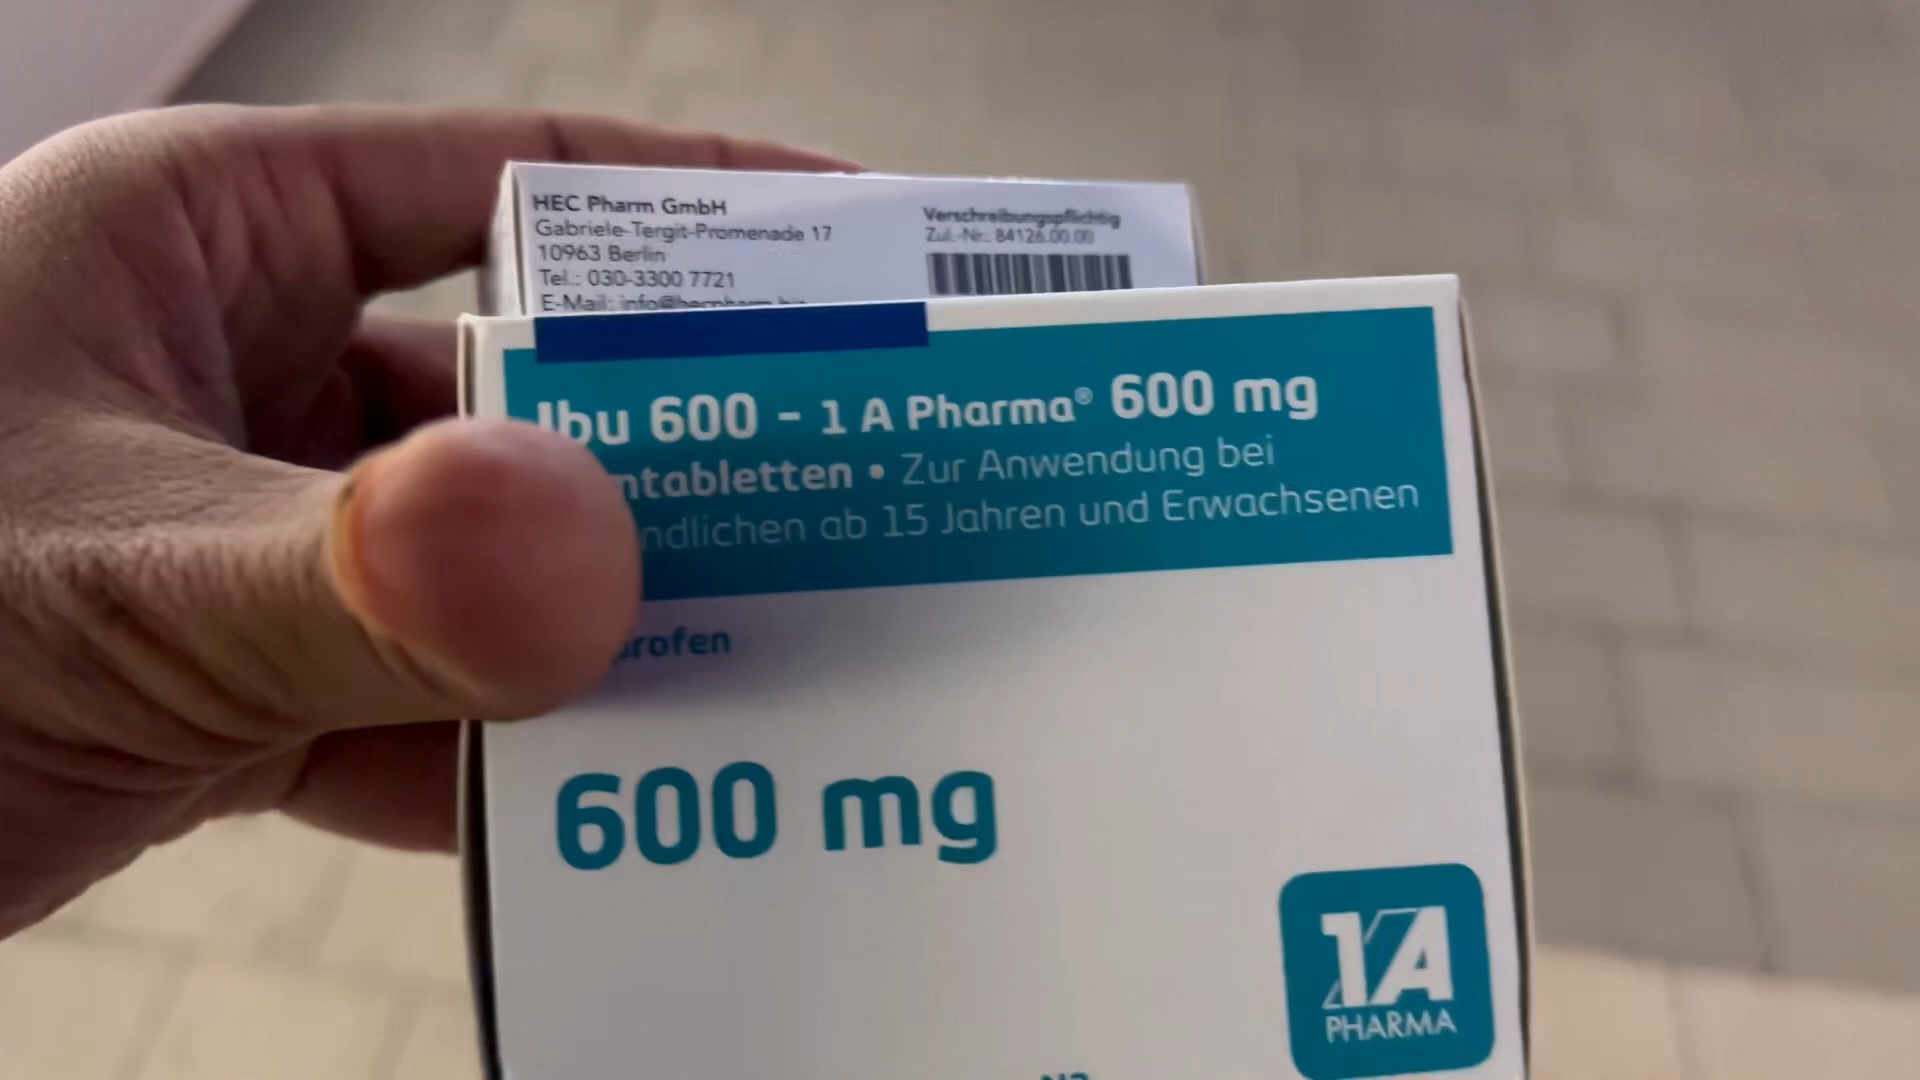 HEC Pharm GmbH
Gabriele-Tergit-Promenade 17
10963 Berlin
Tel.: 030-3300 7721
E-Mail:
Verschreibungspflichtig
Zul.-Nr.: 84126.00.00
Ibu 600 - 1 A Pharma® 600 mg
ntabletten • Zur Anwendung bei
ndlichen ab 15 Jahren und Erwachsenen
profen
600 mg
1A
PHARMA